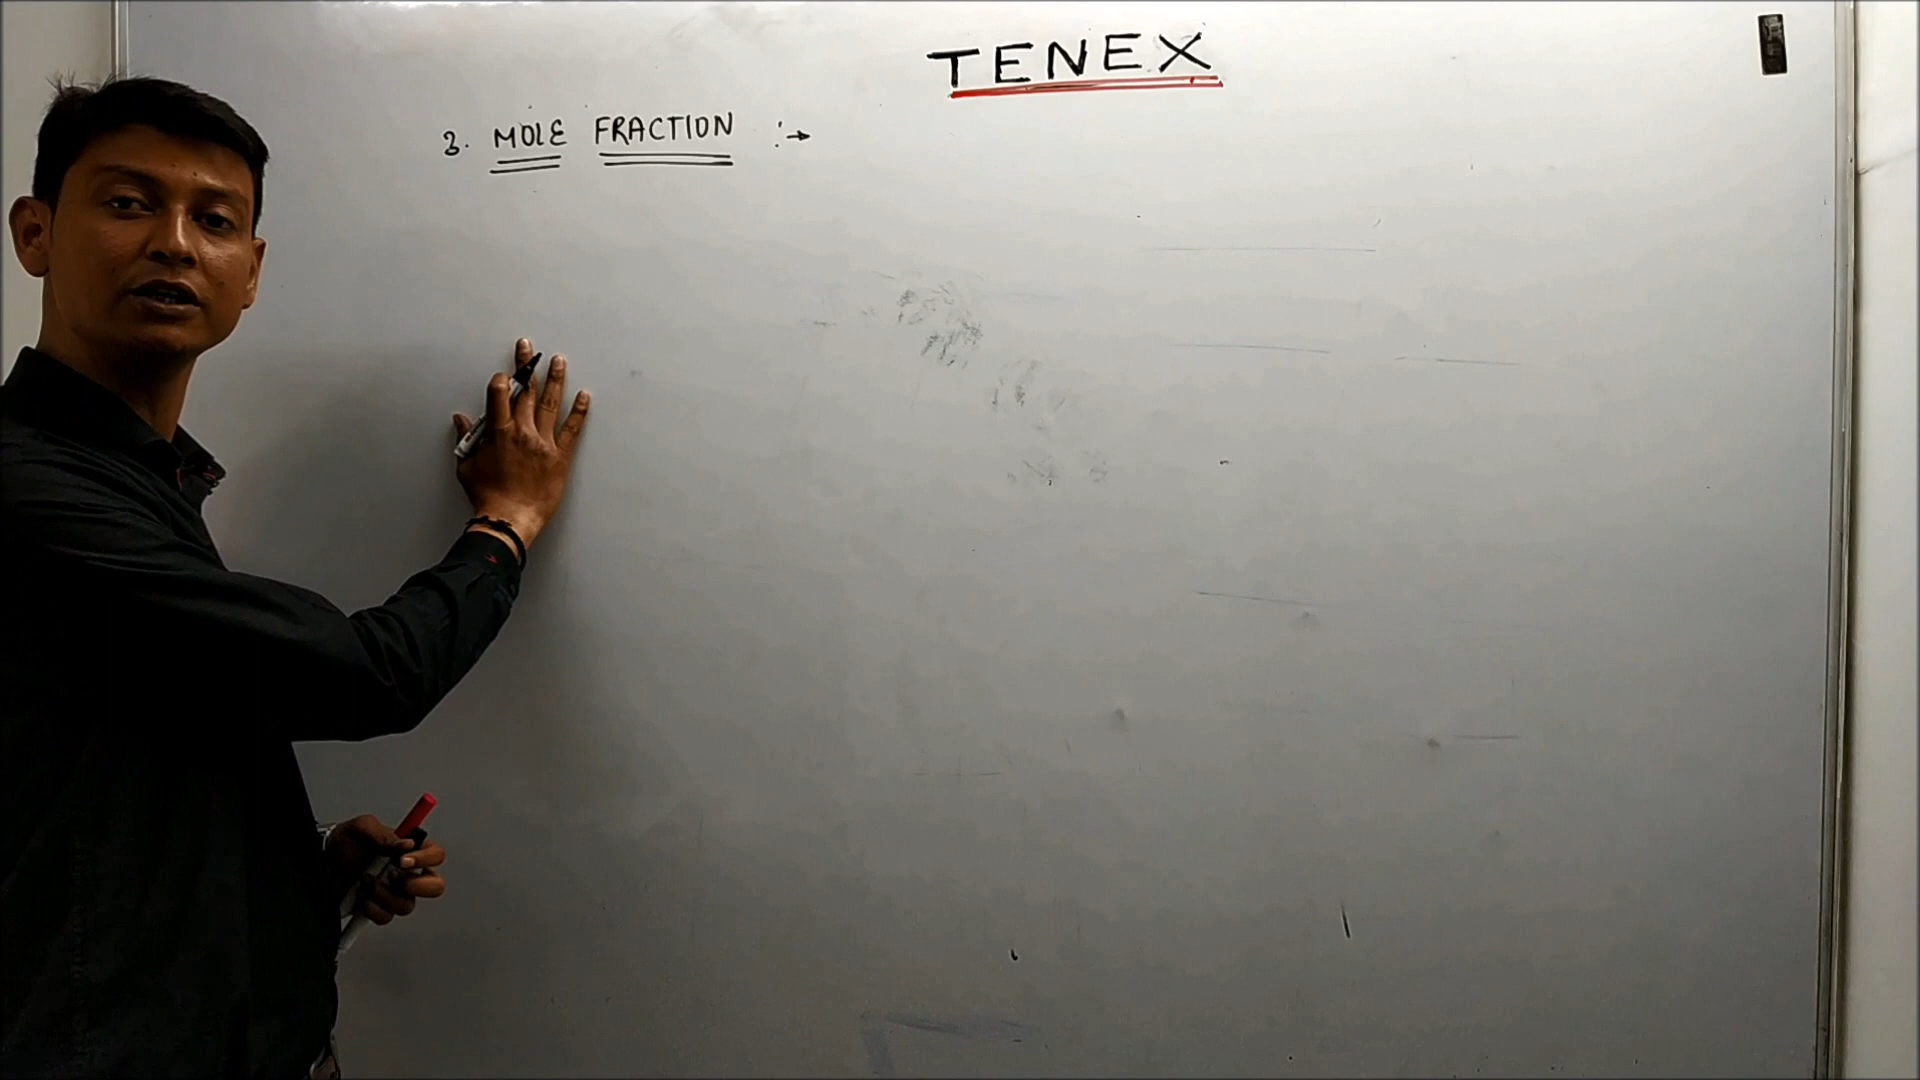 TENEX
3. MOLE FRACTION :→